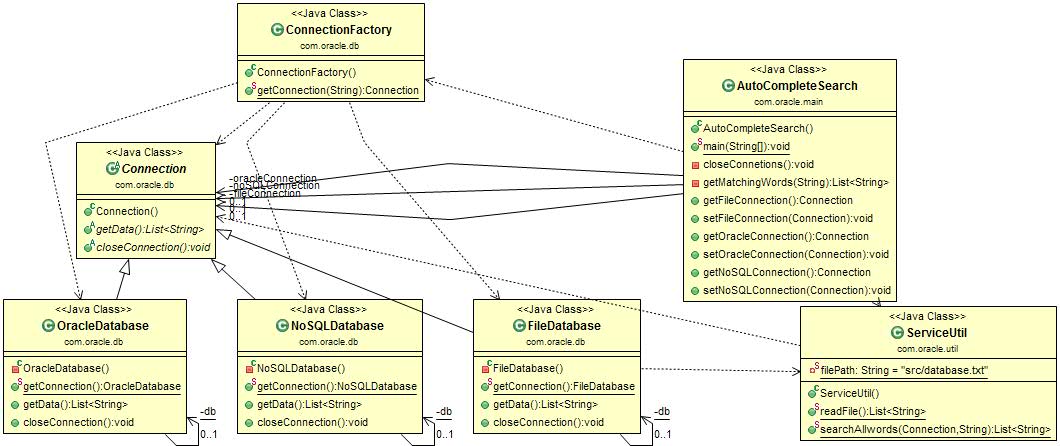 <<Java Class>>
ConnectionFactory
com.oracle.db
ConnectionFactory()
getConnection(String):Connection
<<Java Class>>
AutoCompleteSearch
com.oracle.main
AutoCompleteSearch()
main(String[]):void
closeConnetions():void
getMatchingWords(String):List<String>
getFileConnection():Connection
setFileConnection(Connection):void
getOracleConnection():Connection
setOracleConnection(Connection):void
getNoSQLConnection():Connection
setNoSQLConnection(Connection):void
<<Java Class>>
Connection
com.oracle.db
Connection()
getData():List<String>
closeConnection():void
-oracleConnection
-noSQLConnection
-fileConnection
0..1
0..1
<<Java Class>>
OracleDatabase
com.oracle.db
OracleDatabase()
getConnection():OracleDatabase
getData():List<String>
closeConnection():void
-db
0..1
<<Java Class>>
NoSQLDatabase
com.oracle.db
NoSQLDatabase()
getConnection():NoSQLDatabase
getData():List<String>
closeConnection():void
-db
0..1
<<Java Class>>
FileDatabase
com.oracle.db
FileDatabase()
getConnection():FileDatabase
getData():List<String>
closeConnection():void
-db
0..1
<<Java Class>>
ServiceUtil
com.oracle.util
filePath: String = "src/database.txt"
ServiceUtil()
readFile():List<String>
searchAllwords(Connection,String):List<String>